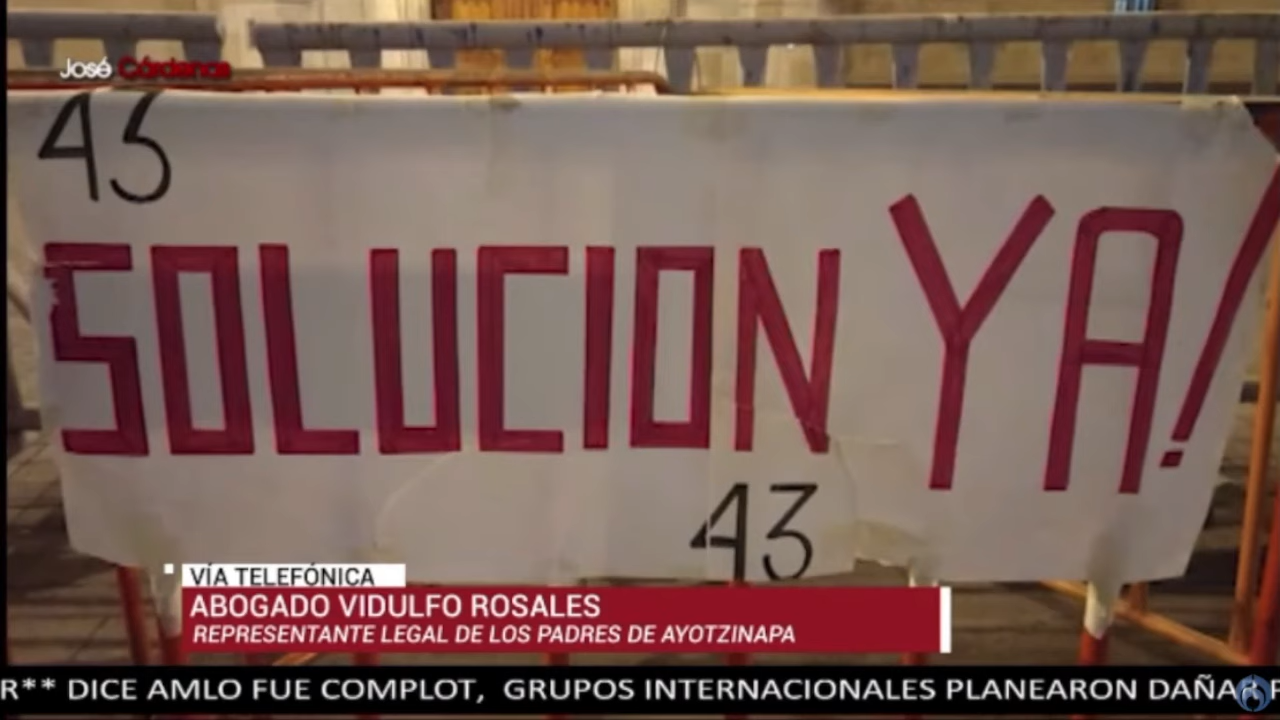 José Cárdenas
43
SOLUCION YA!
43
VÍA TELEFÓNICA
ABOGADO VIDULFO ROSALES
REPRESENTANTE LEGAL DE LOS PADRES DE AYOTZINAPA
R** DICE AMLO FUE COMPLOT, GRUPOS INTERNACIONALES PLANEARON DAÑAR